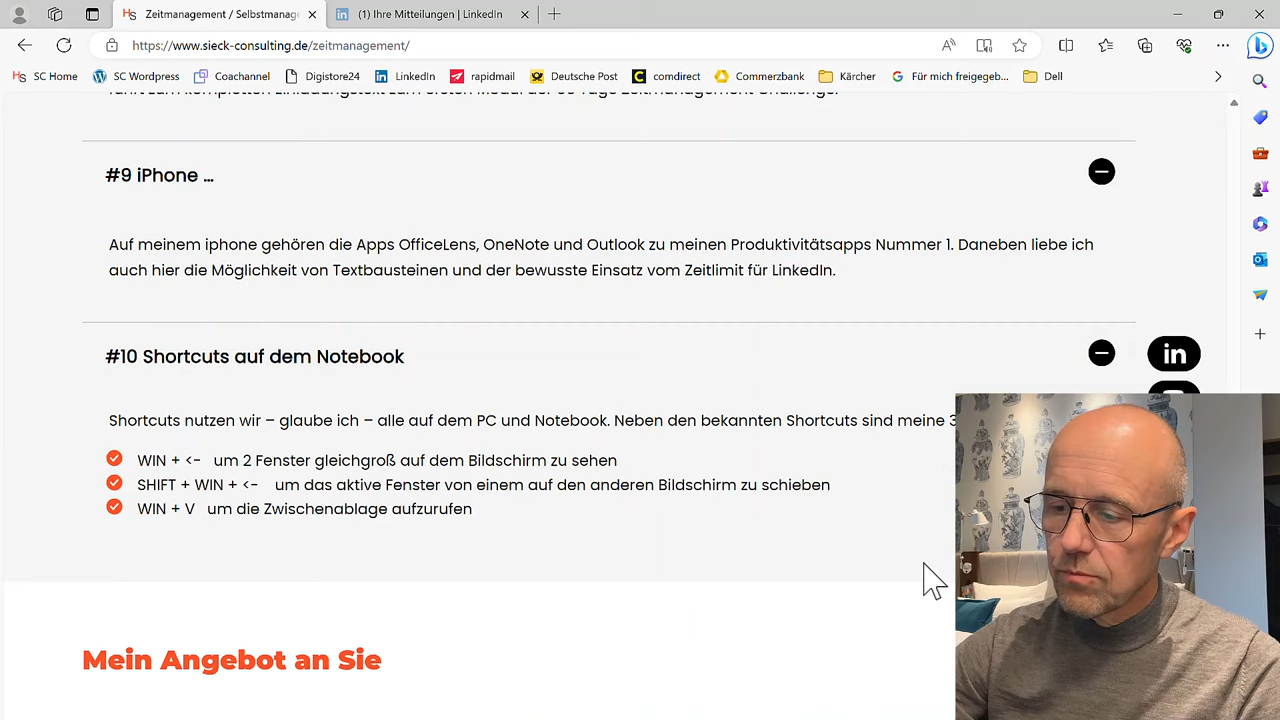 Zeitmanagement / Selbstmanage
(1) Ihre Mitteilungen | LinkedIn
https://www.sieck-consulting.de/zeitmanagement/
SC Home
SC Wordpress
Coachannel
Digistore24
LinkedIn
rapidmail
Deutsche Post
comdirect
Commerzbank
Kärcher
Für mich freigegeb...
Dell
#9 iPhone ...
Auf meinem iphone gehören die Apps OfficeLens, OneNote und Outlook zu meinen Produktivitätsapps Nummer 1. Daneben liebe ich
auch hier die Möglichkeit von Textbausteinen und der bewusste Einsatz vom Zeitlimit für LinkedIn.
#10 Shortcuts auf dem Notebook
in
Shortcuts nutzen wir – glaube ich – alle auf dem PC und Notebook. Neben den bekannten Shortcuts sind meine 3
WIN + <- um 2 Fenster gleichgroß auf dem Bildschirm zu sehen
SHIFT + WIN + <- um das aktive Fenster von einem auf den anderen Bildschirm zu schieben
WIN + V um die Zwischenablage aufzurufen
Mein Angebot an Sie